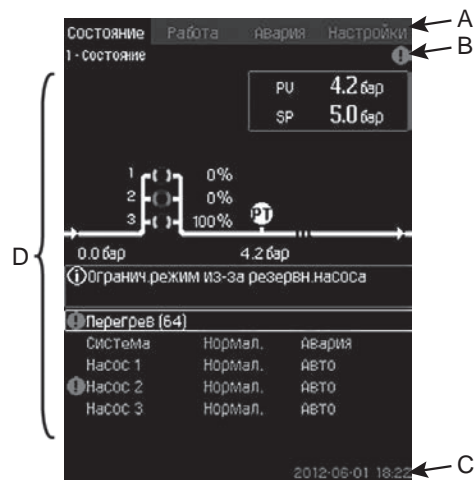 Состояние Работа Авария Настройки A
1 - Состояние B
PV 4.2 бар
SP 5.0 бар
1 0%
2 0%
3 100% PT
0.0 бар 4.2 бар
D
Огранич.режим из-за резервн.насоса
Перегрев (64)
Система Нормал. Авария
Насос 1 Нормал. Авто
Насос 2 Нормал. Авто
Насос 3 Нормал. Авто
2012-06-01 18:22 C